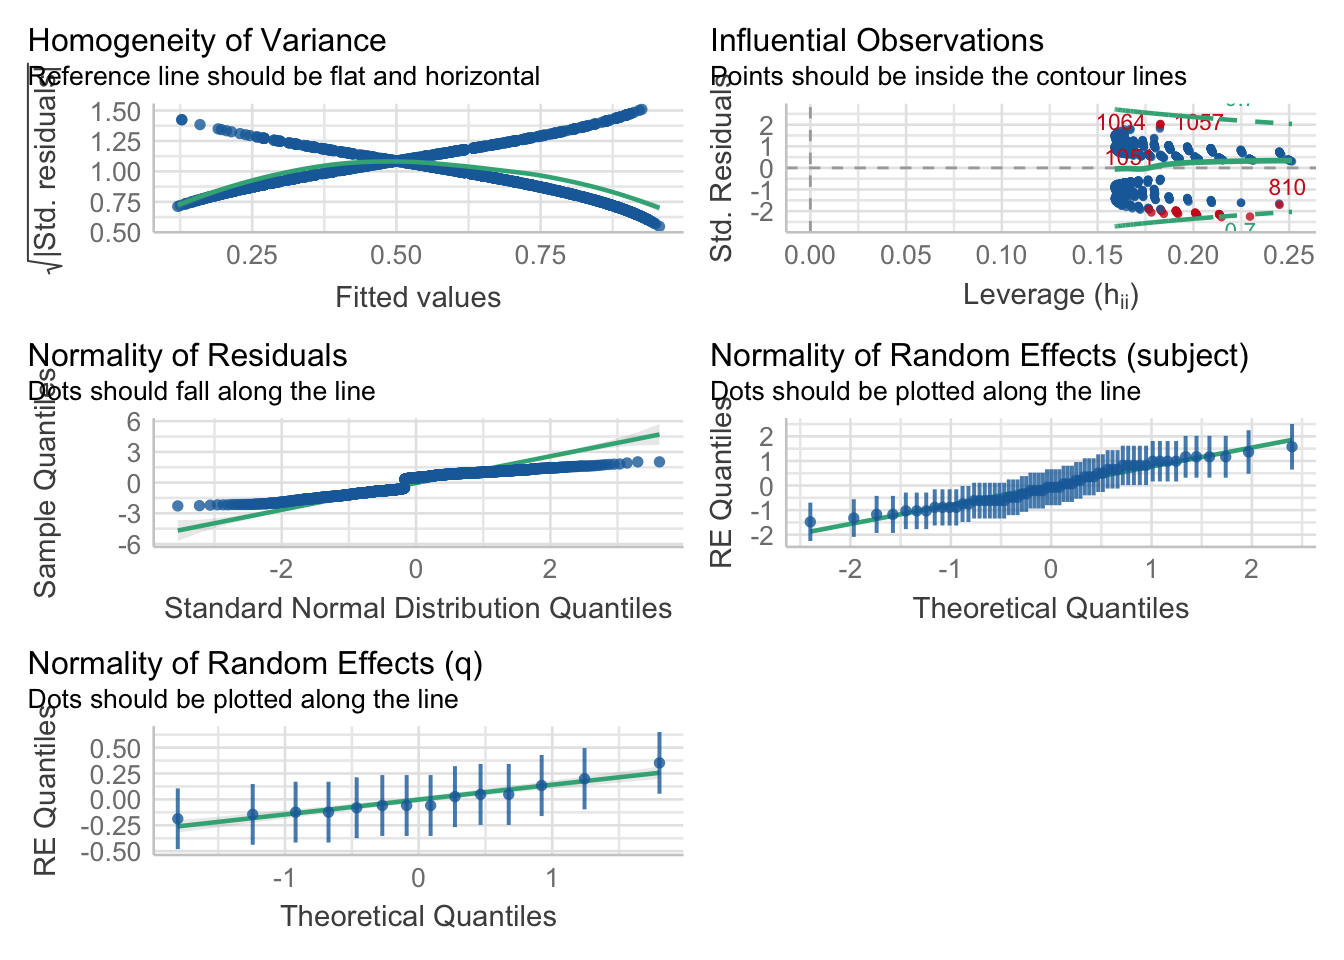 Homogeneity of Variance
Reference line should be flat and horizontal
√|Std. residuals|
1.50
1.25
1.00
0.75
0.50
0.25 0.50 0.75
Fitted values
Influential Observations
Points should be inside the contour lines
Std. Residuals
2
1
0
-1
-2
0.7
1064 1057
1051
810
0.7
0.00 0.05 0.10 0.15 0.20 0.25
Leverage (hii)
Normality of Residuals
Dots should fall along the line
Sample Quantiles
6
3
0
-3
-6
-2 0 2
Standard Normal Distribution Quantiles
Normality of Random Effects (subject)
Dots should be plotted along the line
RE Quantiles
2
1
0
-1
-2
-2 -1 0 1 2
Theoretical Quantiles
Normality of Random Effects (q)
Dots should be plotted along the line
RE Quantiles
0.50
0.25
0.00
-0.25
-0.50
-1 0 1
Theoretical Quantiles